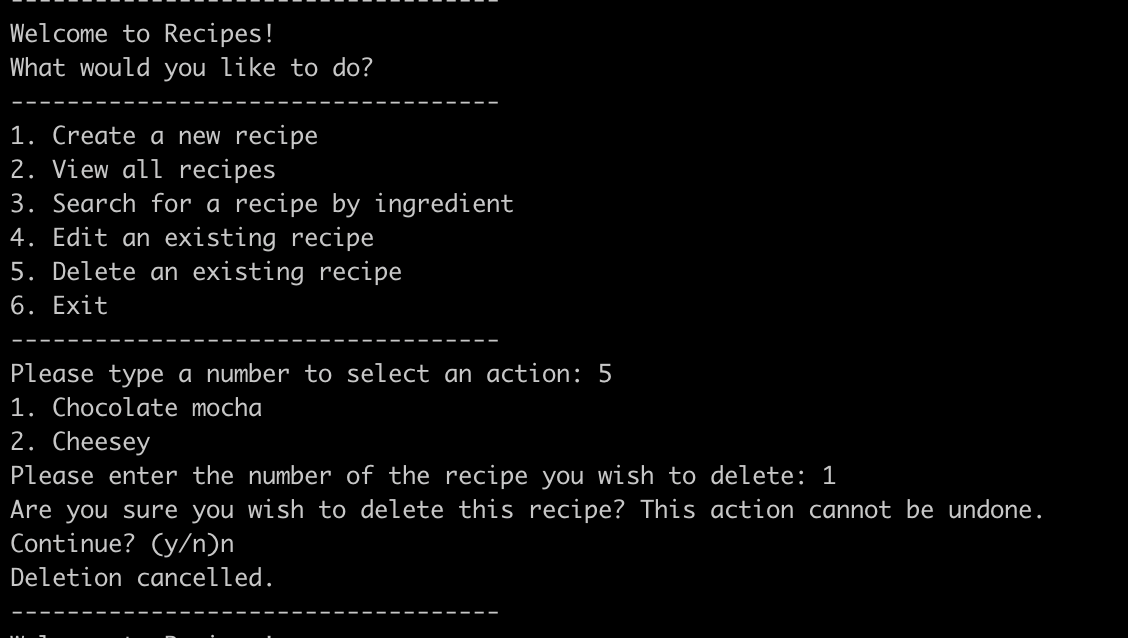 -----------------------------------
Welcome to Recipes!
What would you like to do?
-----------------------------------
1. Create a new recipe
2. View all recipes
3. Search for a recipe by ingredient
4. Edit an existing recipe
5. Delete an existing recipe
6. Exit
-----------------------------------
Please type a number to select an action: 5
1. Chocolate mocha
2. Cheesey
Please enter the number of the recipe you wish to delete: 1
Are you sure you wish to delete this recipe? This action cannot be undone.
Continue? (y/n)n
Deletion cancelled.
-----------------------------------